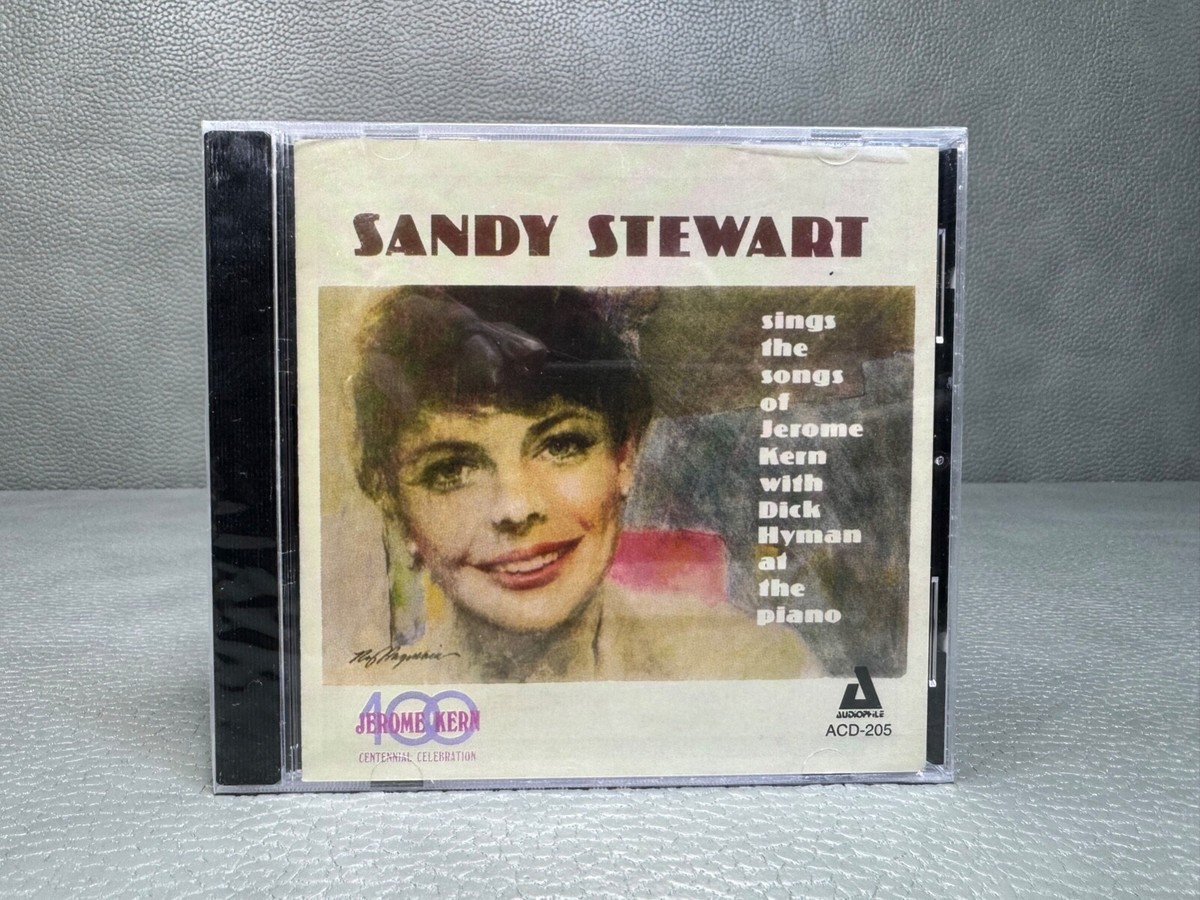 SANDY STEWART
sings
the
songs
of
Jerome
Kern
with
Dick
Hyman
at
the
piano
100
JEROME KERN
CENTENNIAL CELEBRATION
AUDIOPHILE
ACD-205